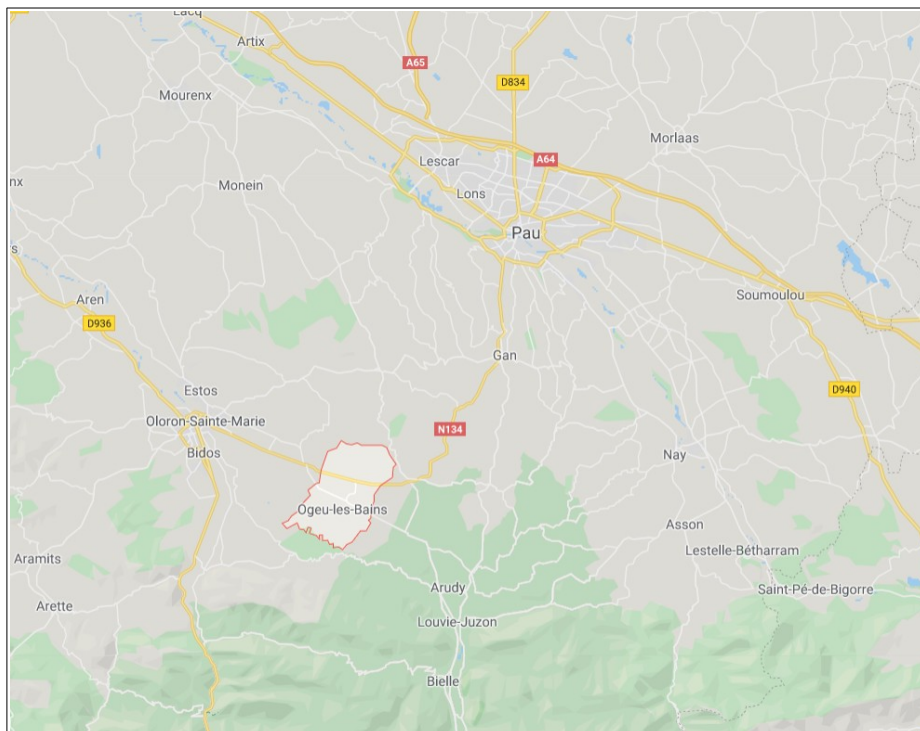 Lacq
Artix
A65
D834
Mourenx
Morlaas
Lescar
A64
nx
Monein
Lons
Pau
s
Soumoulou
Aren
D936
Gan
D940
Estos
Oloron-Sainte-Marie
N134
Bidos
Nay
Ogeu-les-Bains
Asson
Lestelle-Bétharram
Aramits
Arudy
Saint-Pé-de-Bigorre
Arette
Louvie-Juzon
Bielle